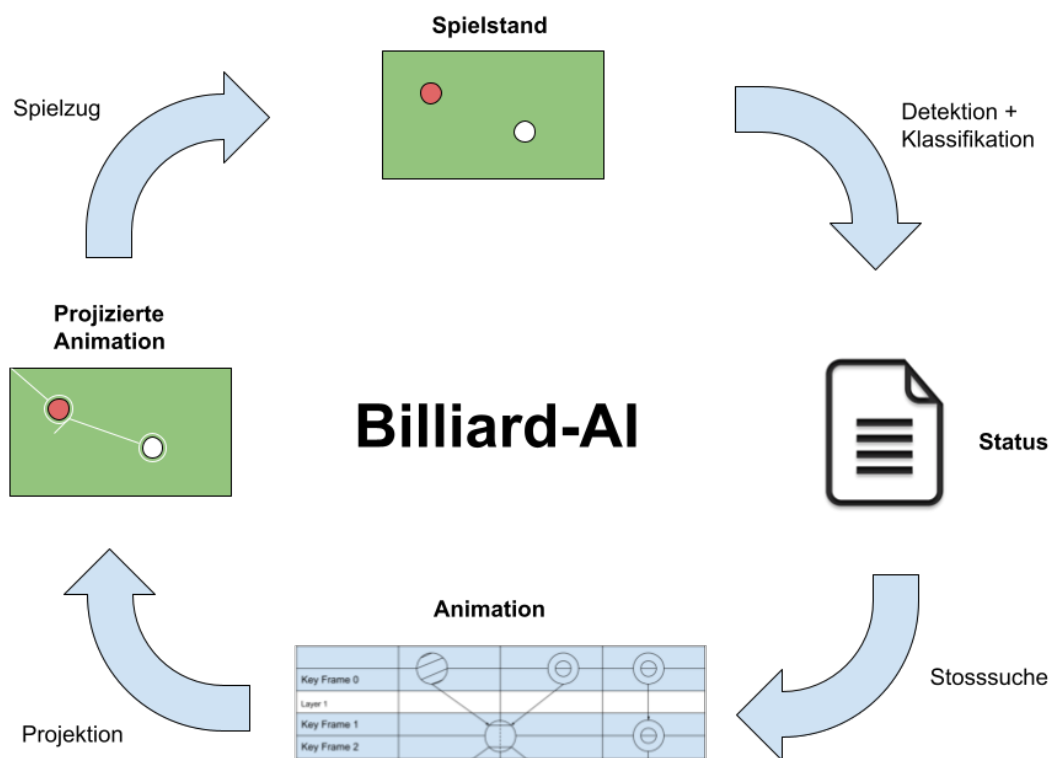 Spielstand
Spielzug
Detektion +
Klassifikation
Projizierte
Animation
Billiard-AI
Status
Animation
Key Frame 0
Layer 1
Key Frame 1
Key Frame 2
Stosssuche
Projektion